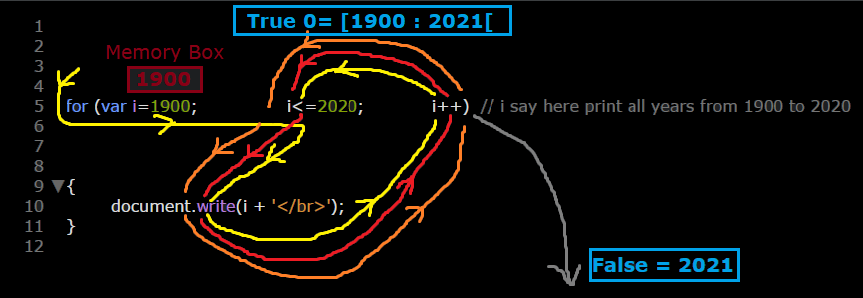 True 0= [1900 : 2021[
1
2
Memory Box
3
4
1900
5 for (var i=1900; i<=2020; i++) // i say here print all years from 1900 to 2020
6
7
8
9 ▼{
10 document.write(i + '</br>');
11 }
12
False = 2021